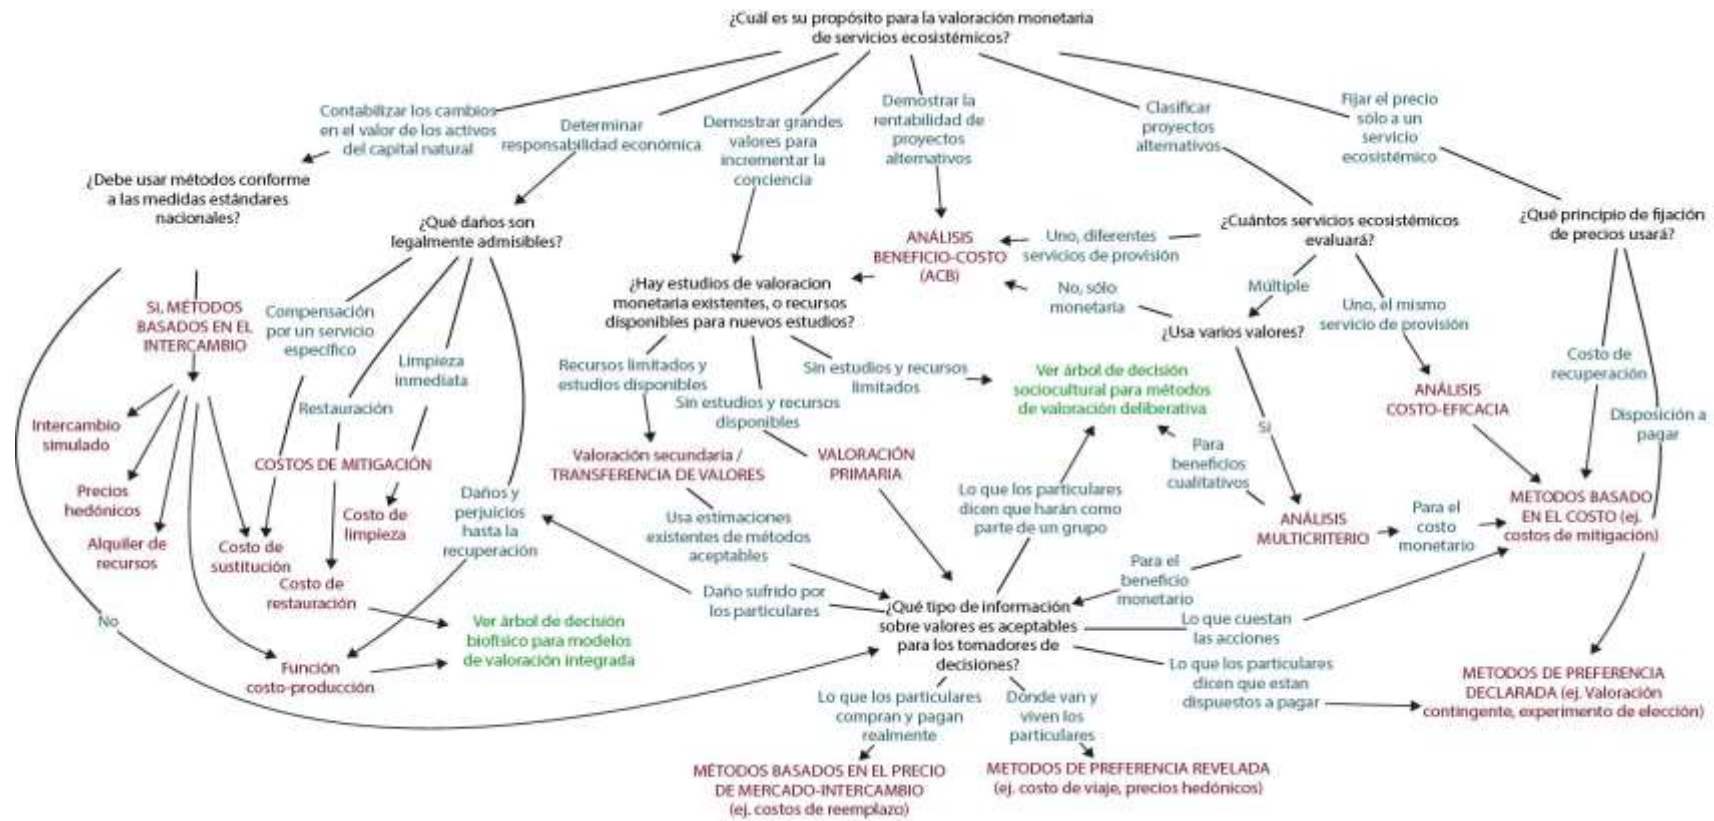 ¿Cuál es su propósito para la valoración monetaria
de servicios ecosistémicos?
Contabilizar los cambios
en el valor de los activos
del capital natural
Determinar
responsabilidad económica
Demostrar grandes
valores para
incrementar la
conciencia
Demostrar la
rentabilidad de
proyectos
alternativos
Clasificar
proyectos
alternativos
Fijar el precio
sólo a un
servicio
ecosistémico
¿Debe usar métodos conforme
a las medidas estándares
nacionales?
¿Qué daños son
legalmente admisibles?
ANÁLISIS
BENEFICIO-COSTO
(ACB)
Uno, diferentes
servicios de provisión
¿Cuántos servicios ecosistémicos
evaluará?
¿Qué principio de fijación
de precios usará?
¿Hay estudios de valoracion
monetaria existentes, o recursos
disponibles para nuevos estudios?
No, sólo
monetaria
Múltiple
Uno, el mismo
servicio de provisión
¿Usa varios valores?
SI, MÉTODOS
BASADOS EN EL
INTERCAMBIO
Compensación
por un servicio
específico
Limpieza
inmediata
Restauración
Recursos limitados y
estudios disponibles
Sin estudios y recursos
disponibles
Sin estudios y recursos
limitados
Ver árbol de decisión
sociocultural para métodos
de valoración deliberativa
Costo de
recuperación
Disposición a
pagar
ANÁLISIS
COSTO-EFICACIA
Si
Intercambio
simulado
Precios
hedónicos
Alquiler de
recursos
Costo de
sustitución
COSTOS DE MITIGACIÓN
Costo de
limpieza
Costo de
restauración
Daños y
perjuicios
hasta la
recuperación
Valoración secundaria /
TRANSFERENCIA DE VALORES
VALORACIÓN
PRIMARIA
Usa estimaciones
existentes de métodos
aceptables
Lo que los particulares
dicen que harán como
parte de un grupo
Para
beneficios
cualitativos
ANÁLISIS
MULTICRITERIO
Para el
costo
monetario
METODOS BASADO
EN EL COSTO (ej.
costos de mitigación)
Para el
beneficio
monetario
Daño sufrido por
los particulares
¿Qué tipo de información
sobre valores es aceptables
para los tomadores de
decisiones?
Lo que cuestan
las acciones
No
Ver árbol de decisión
biofísico para modelos
de valoración integrada
Función
costo-producción
Lo que los particulares
dicen que estan
dispuestos a pagar
METODOS DE PREFERENCIA
DECLARADA (ej. Valoración
contingente, experimento de elección)
Lo que los particulares
compran y pagan
realmente
Dónde van y
viven los
particulares
MÉTODOS BASADOS EN EL PRECIO
DE MERCADO-INTERCAMBIO
(ej. costos de reemplazo)
METODOS DE PREFERENCIA REVELADA
(ej. costo de viaje, precios hedónicos)